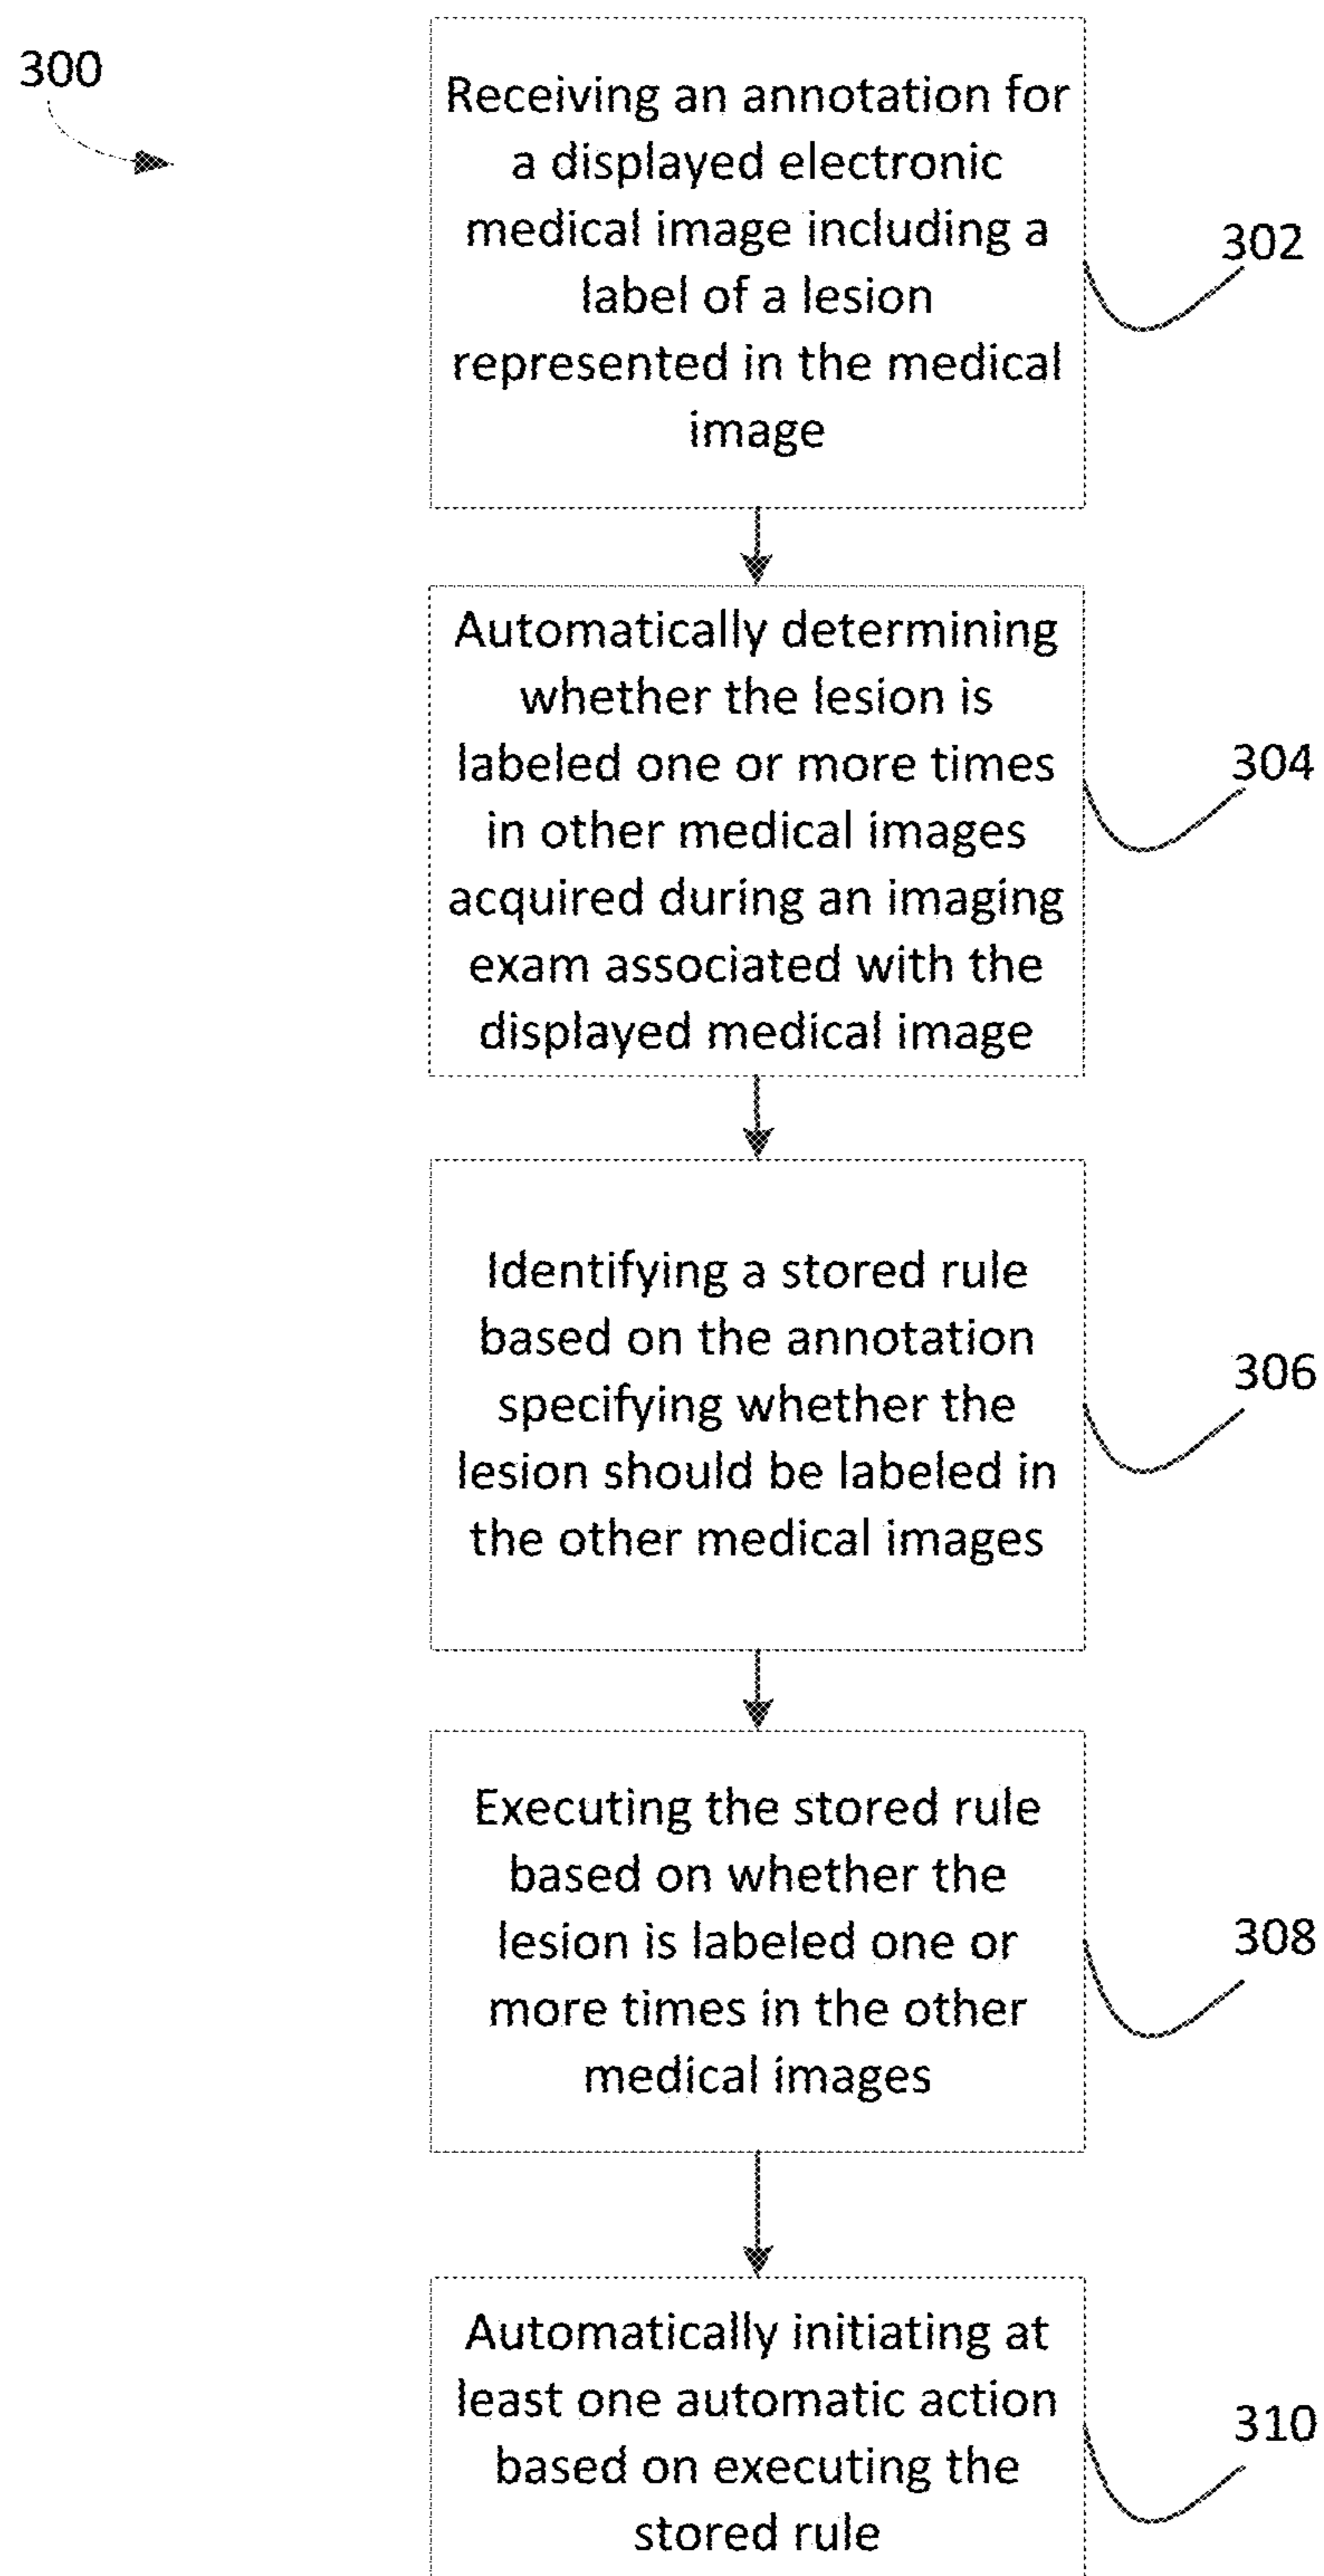 300
Receiving an annotation for
a displayed electronic
medical image including a
label of a lesion
represented in the medical
image
302
Automatically determining
whether the lesion is
labeled one or more times
in other medical images
acquired during an imaging
exam associated with the
displayed medical image
304
Identifying a stored rule
based on the annotation
specifying whether the
lesion should be labeled in
the other medical images
306
Executing the stored rule
based on whether the
lesion is labeled one or
more times in the other
medical images
308
Automatically initiating at
least one automatic action
based on executing the
stored rule
310